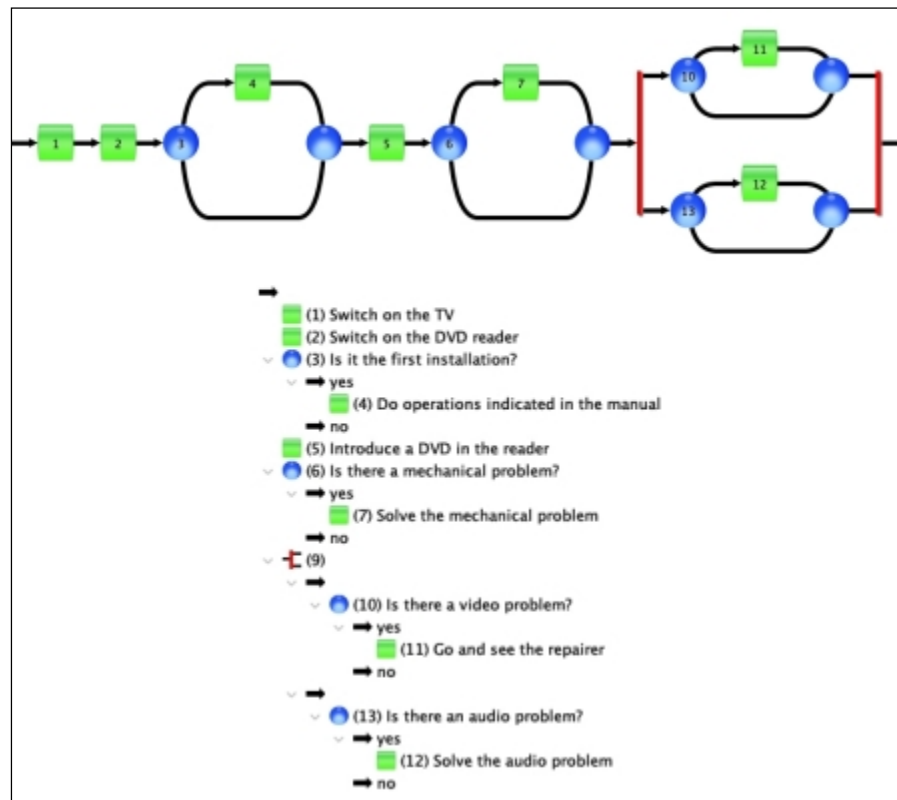 11
10
4
7
1
2
3
5
6
12
13
(1) Switch on the TV
(2) Switch on the DVD reader
(3) Is it the first installation?
yes
(4) Do operations indicated in the manual
no
(5) Introduce a DVD in the reader
(6) Is there a mechanical problem?
yes
(7) Solve the mechanical problem
no
(9)
(10) Is there a video problem?
yes
(11) Go and see the repairer
no
(13) Is there an audio problem?
yes
(12) Solve the audio problem
no